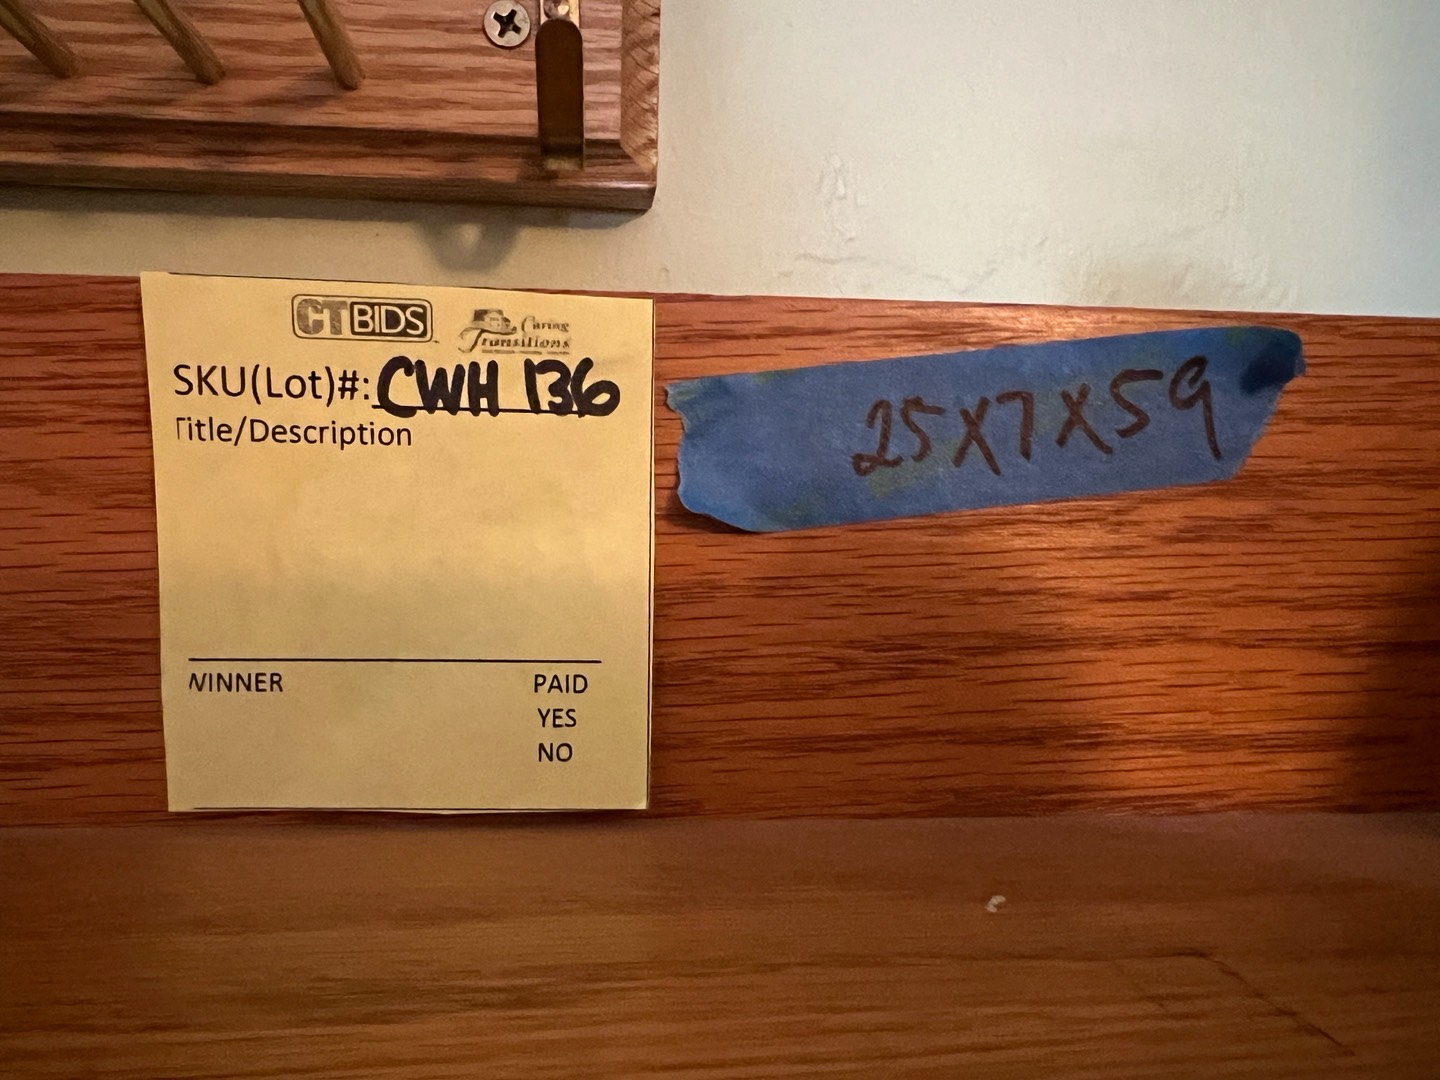 CTBIDS
Caring
Transitions
SKU(Lot)#: CWH 136
Title/Description
WINNER
PAID
YES
NO
25X7X59